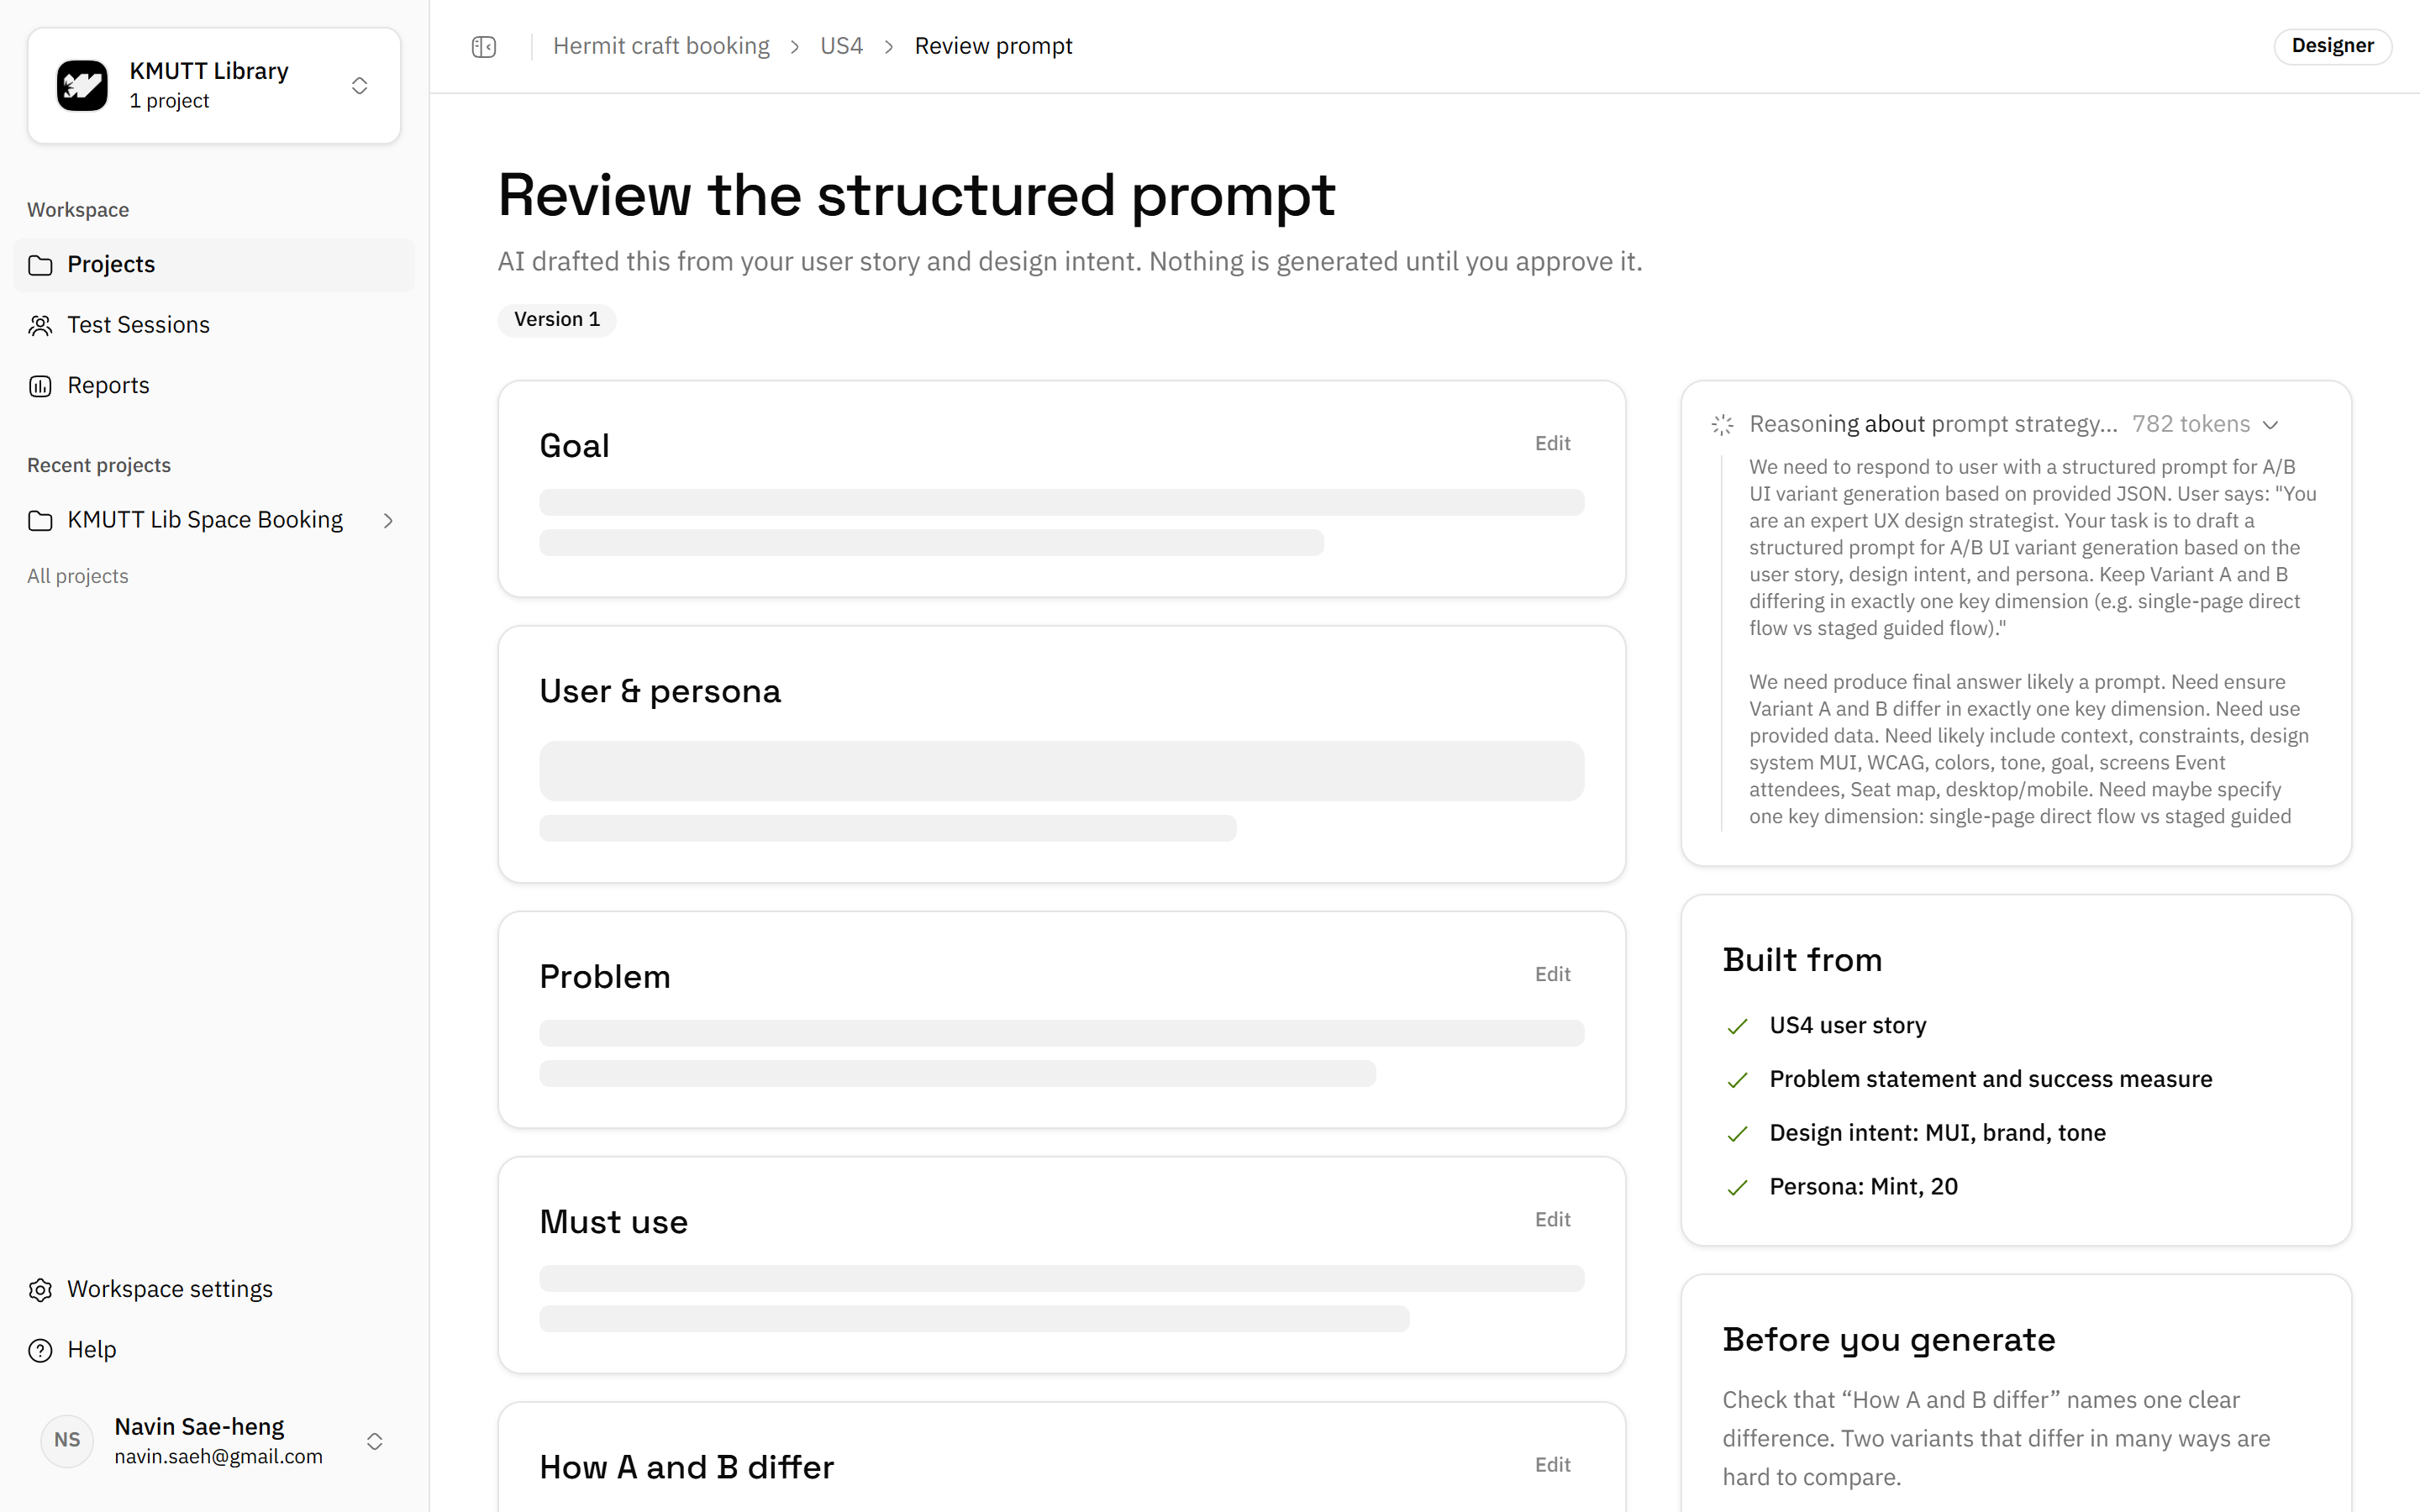 KMUTT Library
1 project
Workspace
Projects
Test Sessions
Reports
Recent projects
KMUTT Lib Space Booking
All projects
Workspace settings
Help
NS
Navin Sae-heng
navin.saeh@gmail.com
Hermit craft booking > US4 > Review prompt
Designer
Review the structured prompt
AI drafted this from your user story and design intent. Nothing is generated until you approve it.
Version 1
Goal
Edit
User & persona
Problem
Edit
Must use
Edit
How A and B differ
Edit
Reasoning about prompt strategy... 782 tokens
We need to respond to user with a structured prompt for A/B
UI variant generation based on provided JSON. User says: "You
are an expert UX design strategist. Your task is to draft a
structured prompt for A/B UI variant generation based on the
user story, design intent, and persona. Keep Variant A and B
differing in exactly one key dimension (e.g. single-page direct
flow vs staged guided flow)."
We need produce final answer likely a prompt. Need ensure
Variant A and B differ in exactly one key dimension. Need use
provided data. Need likely include context, constraints, design
system MUI, WCAG, colors, tone, goal, screens Event
attendees, Seat map, desktop/mobile. Need maybe specify
one key dimension: single-page direct flow vs staged guided
Built from
US4 user story
Problem statement and success measure
Design intent: MUI, brand, tone
Persona: Mint, 20
Before you generate
Check that “How A and B differ” names one clear
difference. Two variants that differ in many ways are
hard to compare.